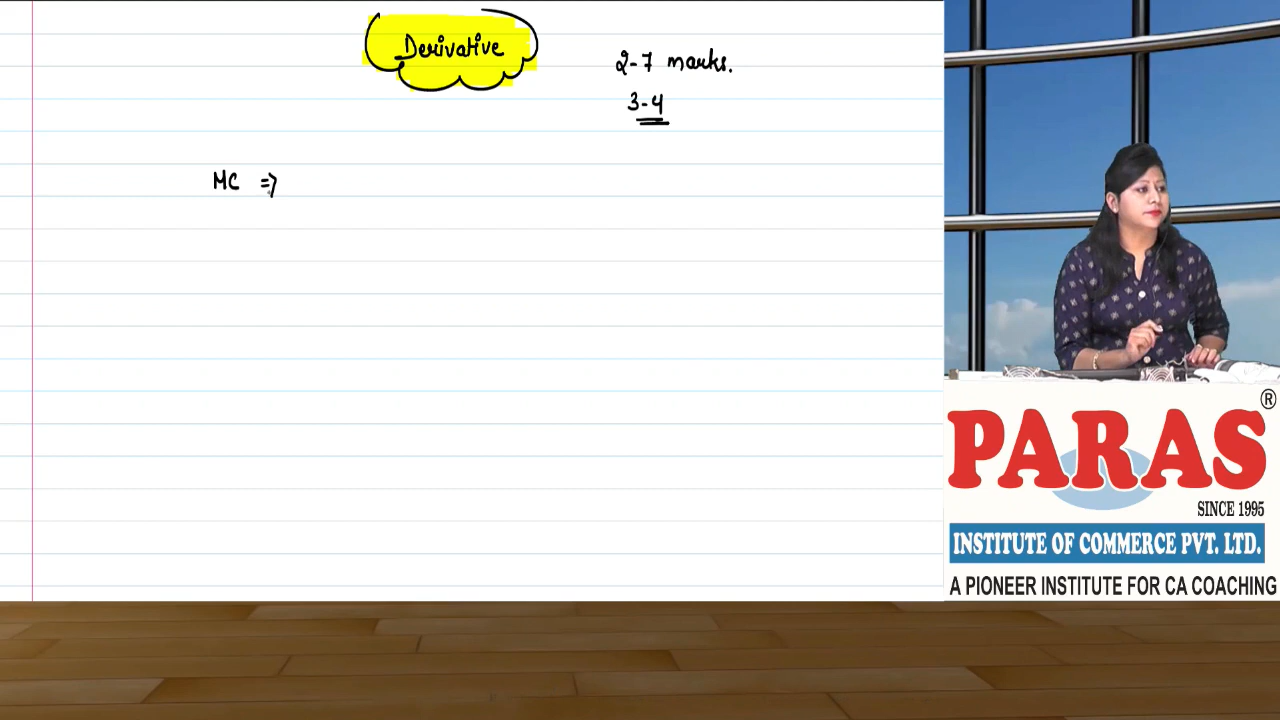 Derivative
2-7 marks.
3-4
MC ⇒
PARAS ®
SINCE 1995
INSTITUTE OF COMMERCE PVT. LTD.
A PIONEER INSTITUTE FOR CA COACHING